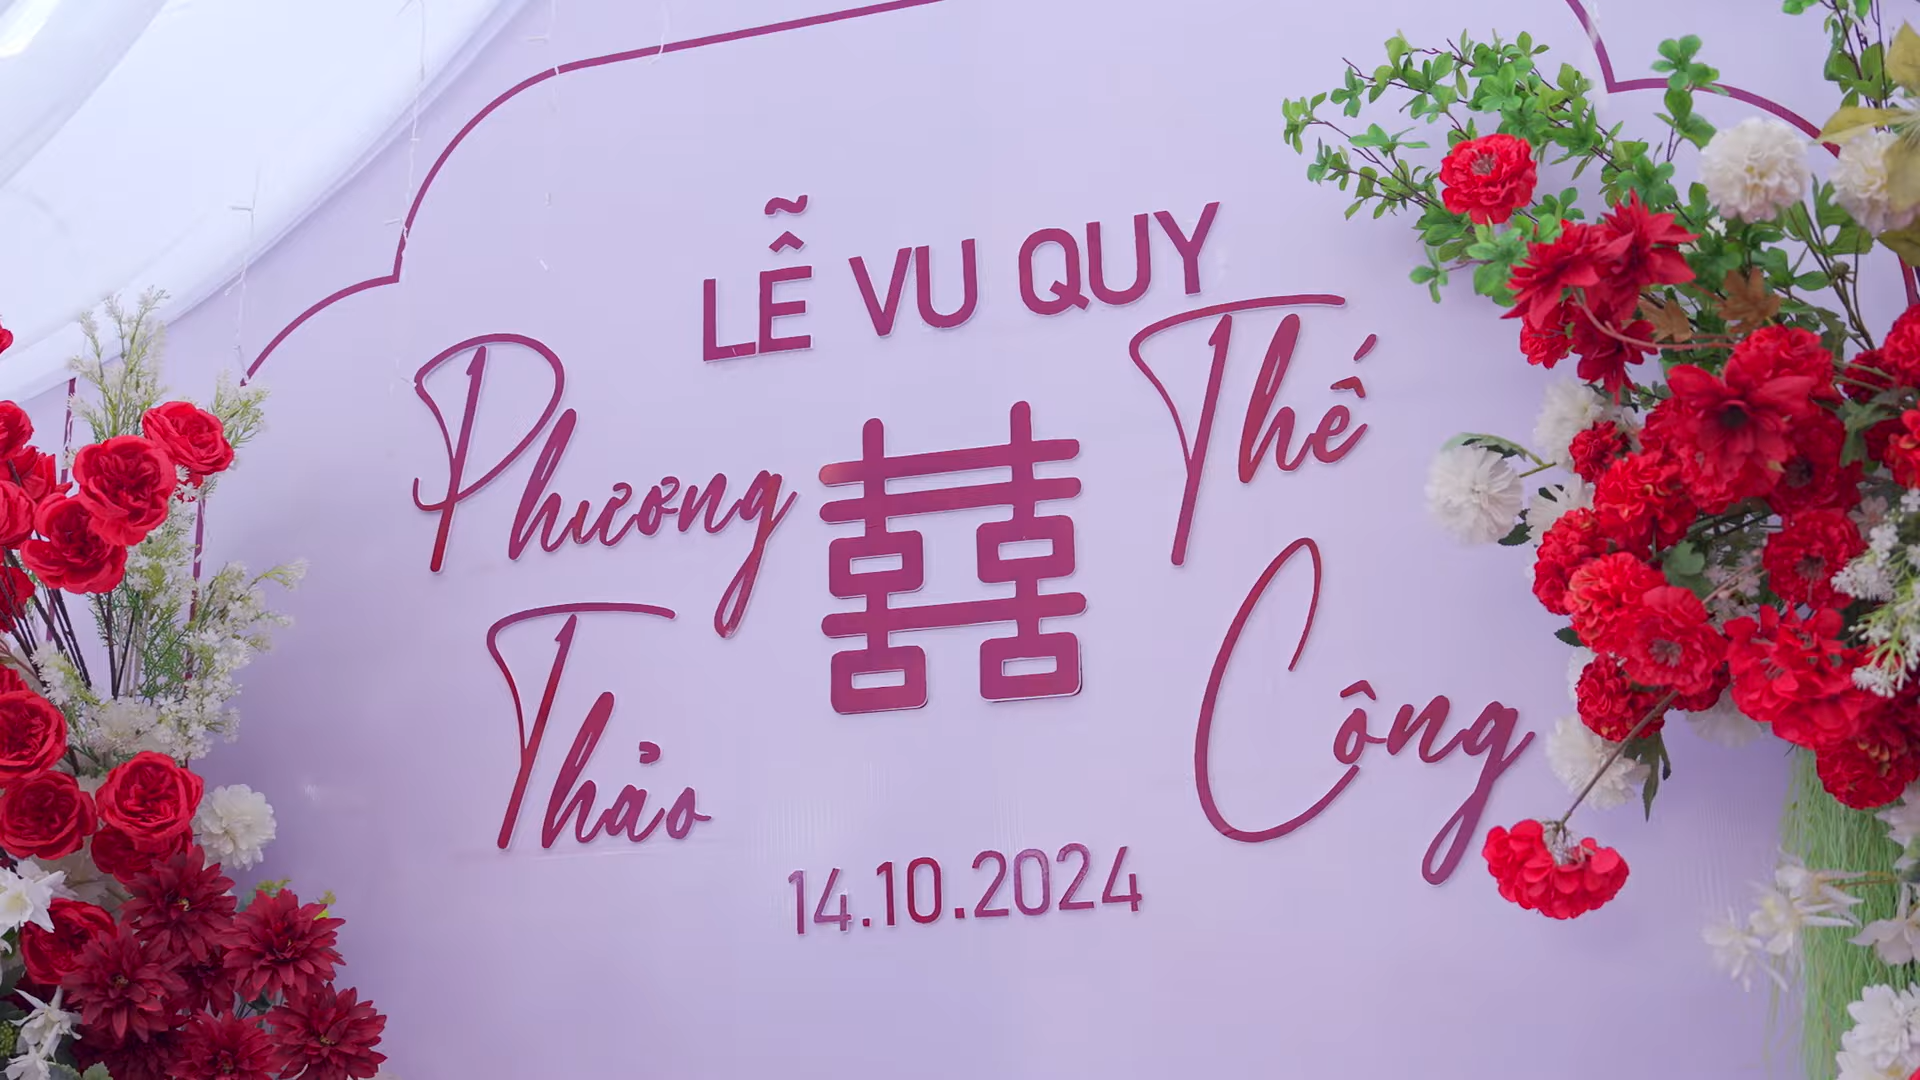 LỄ VU QUY
Phương Thảo
囍
Thế Công
14.10.2024